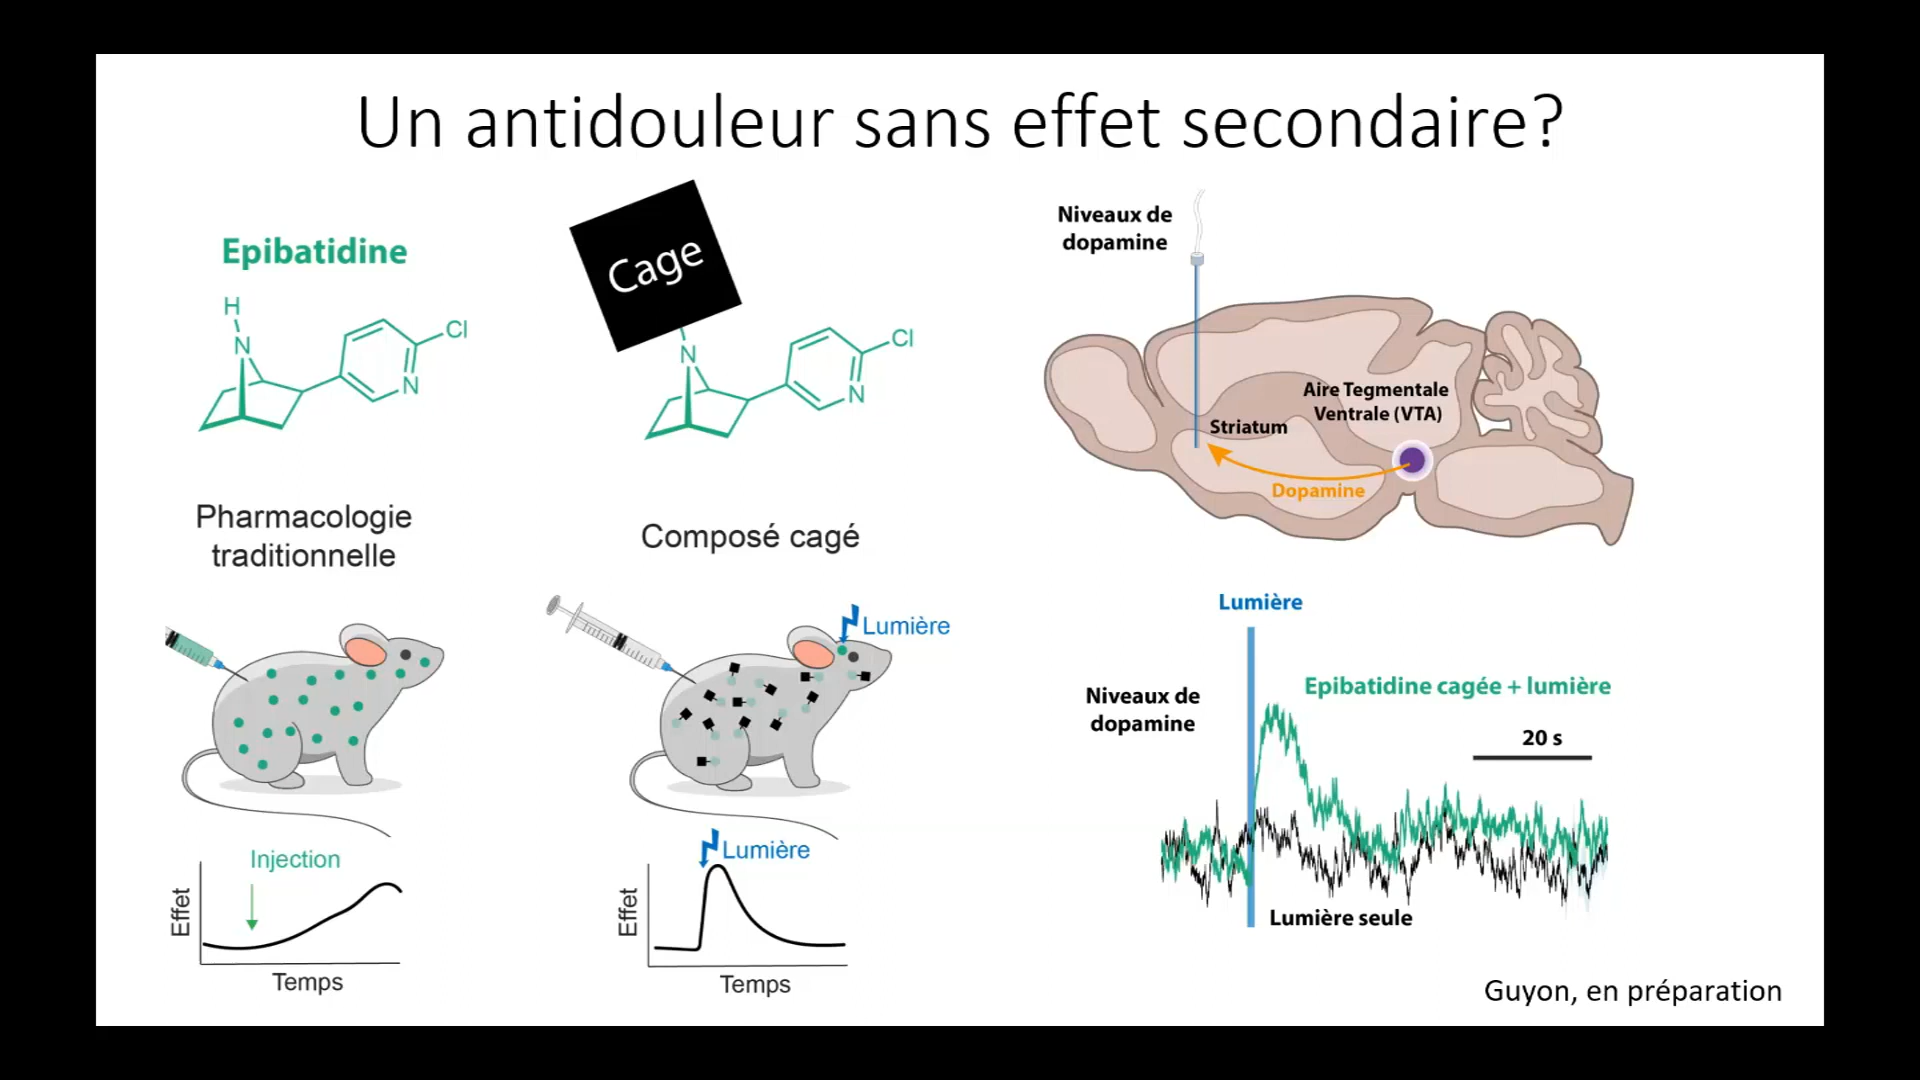 Un antidouleur sans effet secondaire?
Epibatidine
H
N
Cl
N
Pharmacologie
traditionnelle
Injection
Effet
Temps
Cage
N
Cl
N
Composé cagé
Lumière
Lumière
Effet
Temps
Niveaux de
dopamine
Aire Tegmentale
Ventrale (VTA)
Striatum
Dopamine
Lumière
Niveaux de
dopamine
Epibatidine cagée + lumière
20 s
Lumière seule
Guyon, en préparation